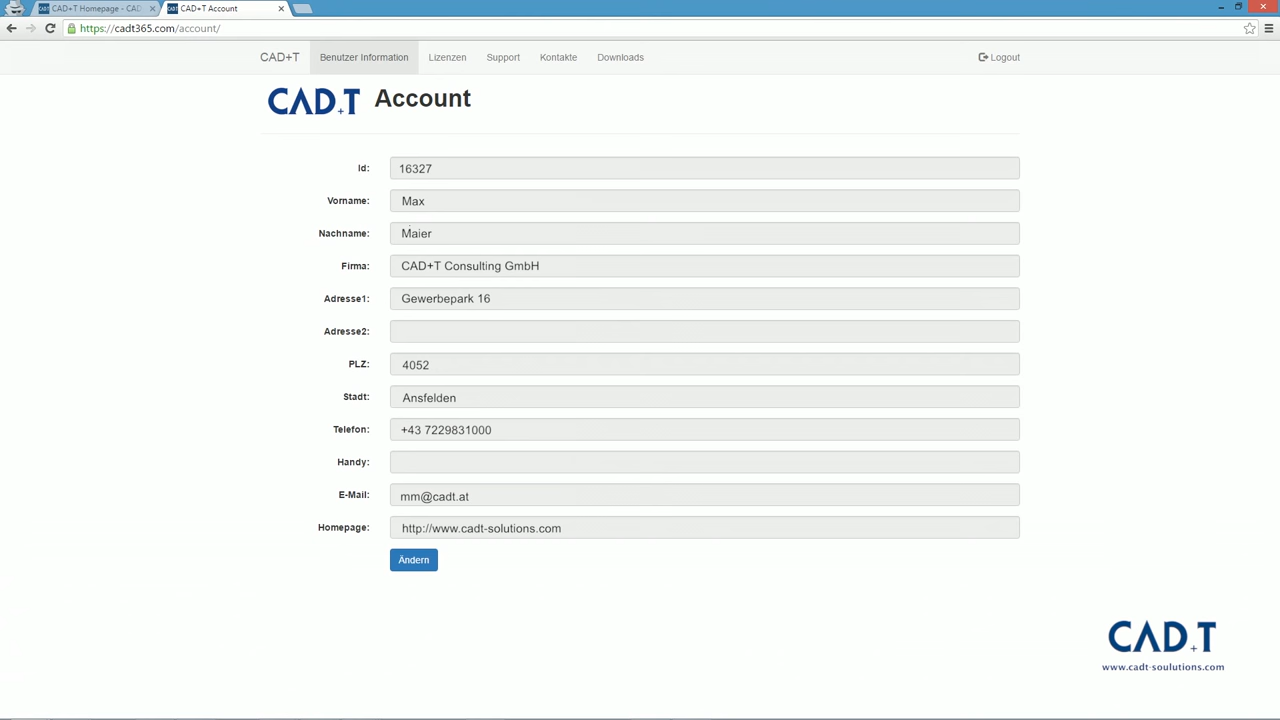 CAD+T Homepage - CAD
CAD+T Account
https://cadt365.com/account/
CAD+T Benutzer Information Lizenzen Support Kontakte Downloads Logout
CAD+T Account
Id: 16327
Vorname: Max
Nachname: Maier
Firma: CAD+T Consulting GmbH
Adresse1: Gewerbepark 16
Adresse2:
PLZ: 4052
Stadt: Ansfelden
Telefon: +43 7229831000
Handy:
E-Mail: mm@cadt.at
Homepage: http://www.cadt-solutions.com
Ändern
CAD+T
www.cadt-soulutions.com